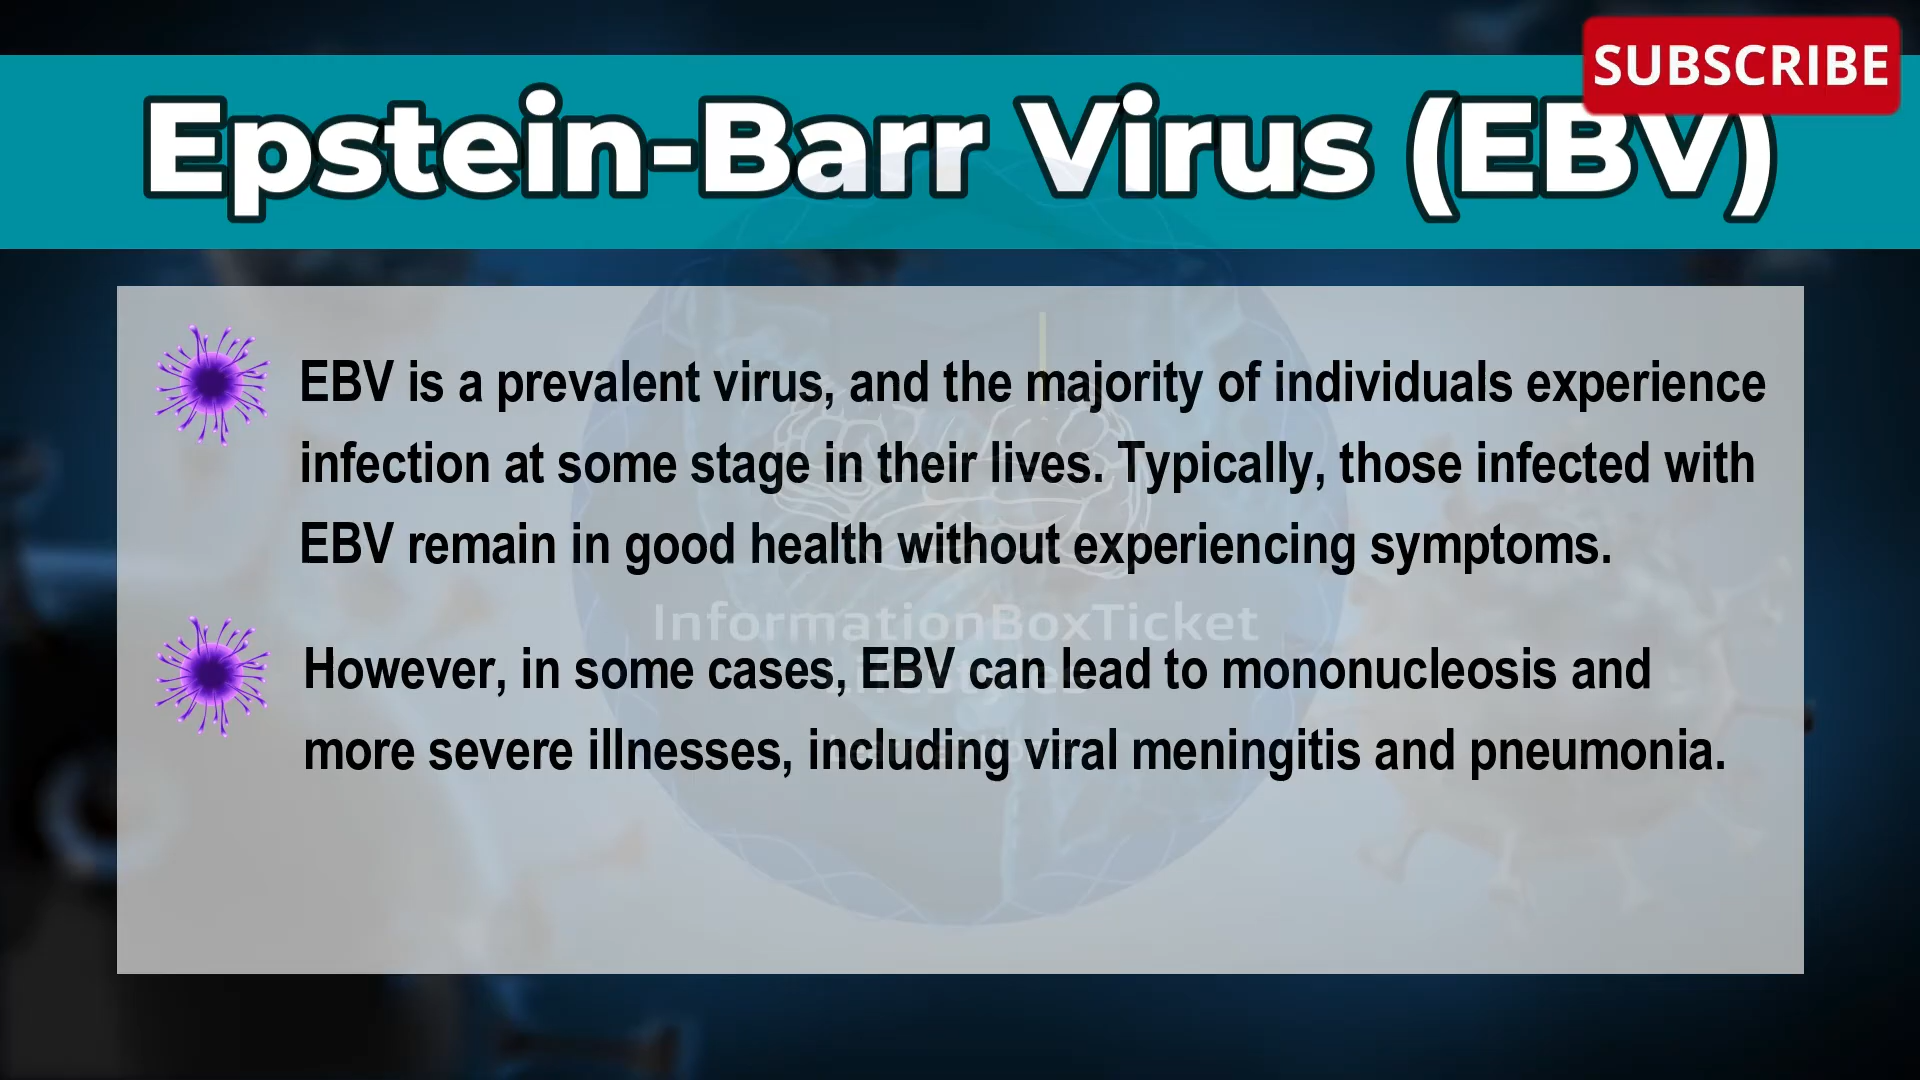 SUBSCRIBE
Epstein-Barr Virus (EBV)
EBV is a prevalent virus, and the majority of individuals experience
infection at some stage in their lives. Typically, those infected with
EBV remain in good health without experiencing symptoms.
InformationBoxTicket
However, in some cases, EBV can lead to mononucleosis and
more severe illnesses, including viral meningitis and pneumonia.